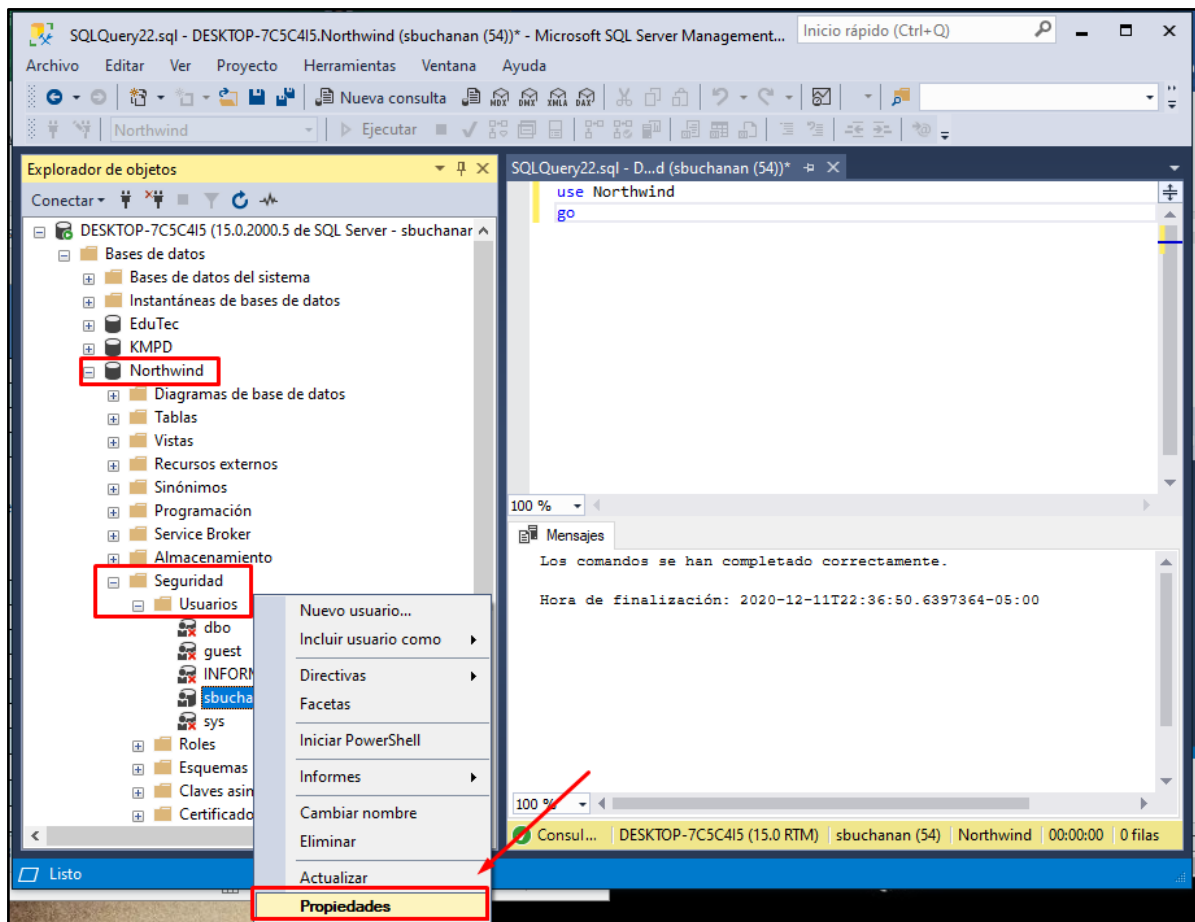 SQLQuery22.sql - DESKTOP-7C5C4I5.Northwind (sbuchanan (54))* - Microsoft SQL Server Management...
Inicio rápido (Ctrl+Q)
Archivo Editar Ver Proyecto Herramientas Ventana Ayuda
Nueva consulta MDX DMX XMLA DAX
Northwind Ejecutar
Explorador de objetos
Conectar
DESKTOP-7C5C4I5 (15.0.2000.5 de SQL Server - sbuchanar
Bases de datos
Bases de datos del sistema
Instantáneas de bases de datos
EduTec
KMPD
Northwind
Diagramas de base de datos
Tablas
Vistas
Recursos externos
Sinónimos
Programación
Service Broker
Almacenamiento
Seguridad
Usuarios
dbo
guest
INFORM
sbucha
sys
Roles
Esquemas
Claves asin
Certificado
Nuevo usuario...
Incluir usuario como
Directivas
Facetas
Iniciar PowerShell
Informes
Cambiar nombre
Eliminar
Actualizar
Propiedades
SQLQuery22.sql - D...d (sbuchanan (54))*
use Northwind
go
100 %
Mensajes
Los comandos se han completado correctamente.
Hora de finalización: 2020-12-11T22:36:50.6397364-05:00
100 %
Consul... DESKTOP-7C5C4I5 (15.0 RTM) sbuchanan (54) Northwind 00:00:00 0 filas
Listo